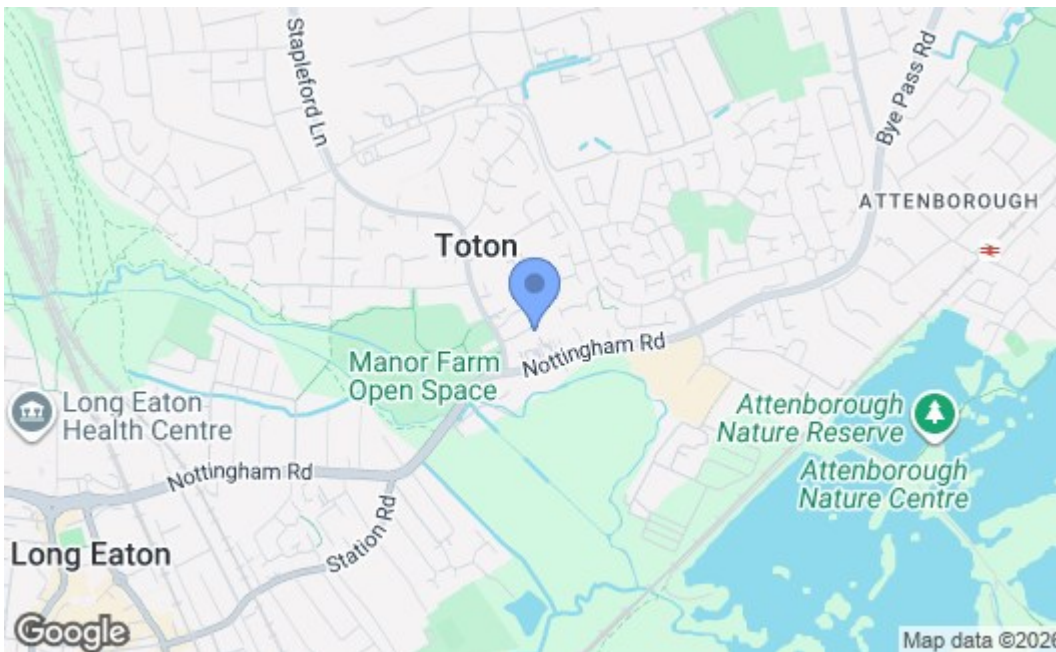 Stapleford Ln
Bye Pass Rd
ATTENBOROUGH
Toton
Nottingham Rd
Manor Farm
Open Space
Long Eaton
Health Centre
Attenborough
Nature Reserve
Attenborough
Nature Centre
Nottingham Rd
Station Rd
Long Eaton
Google
Map data ©2026